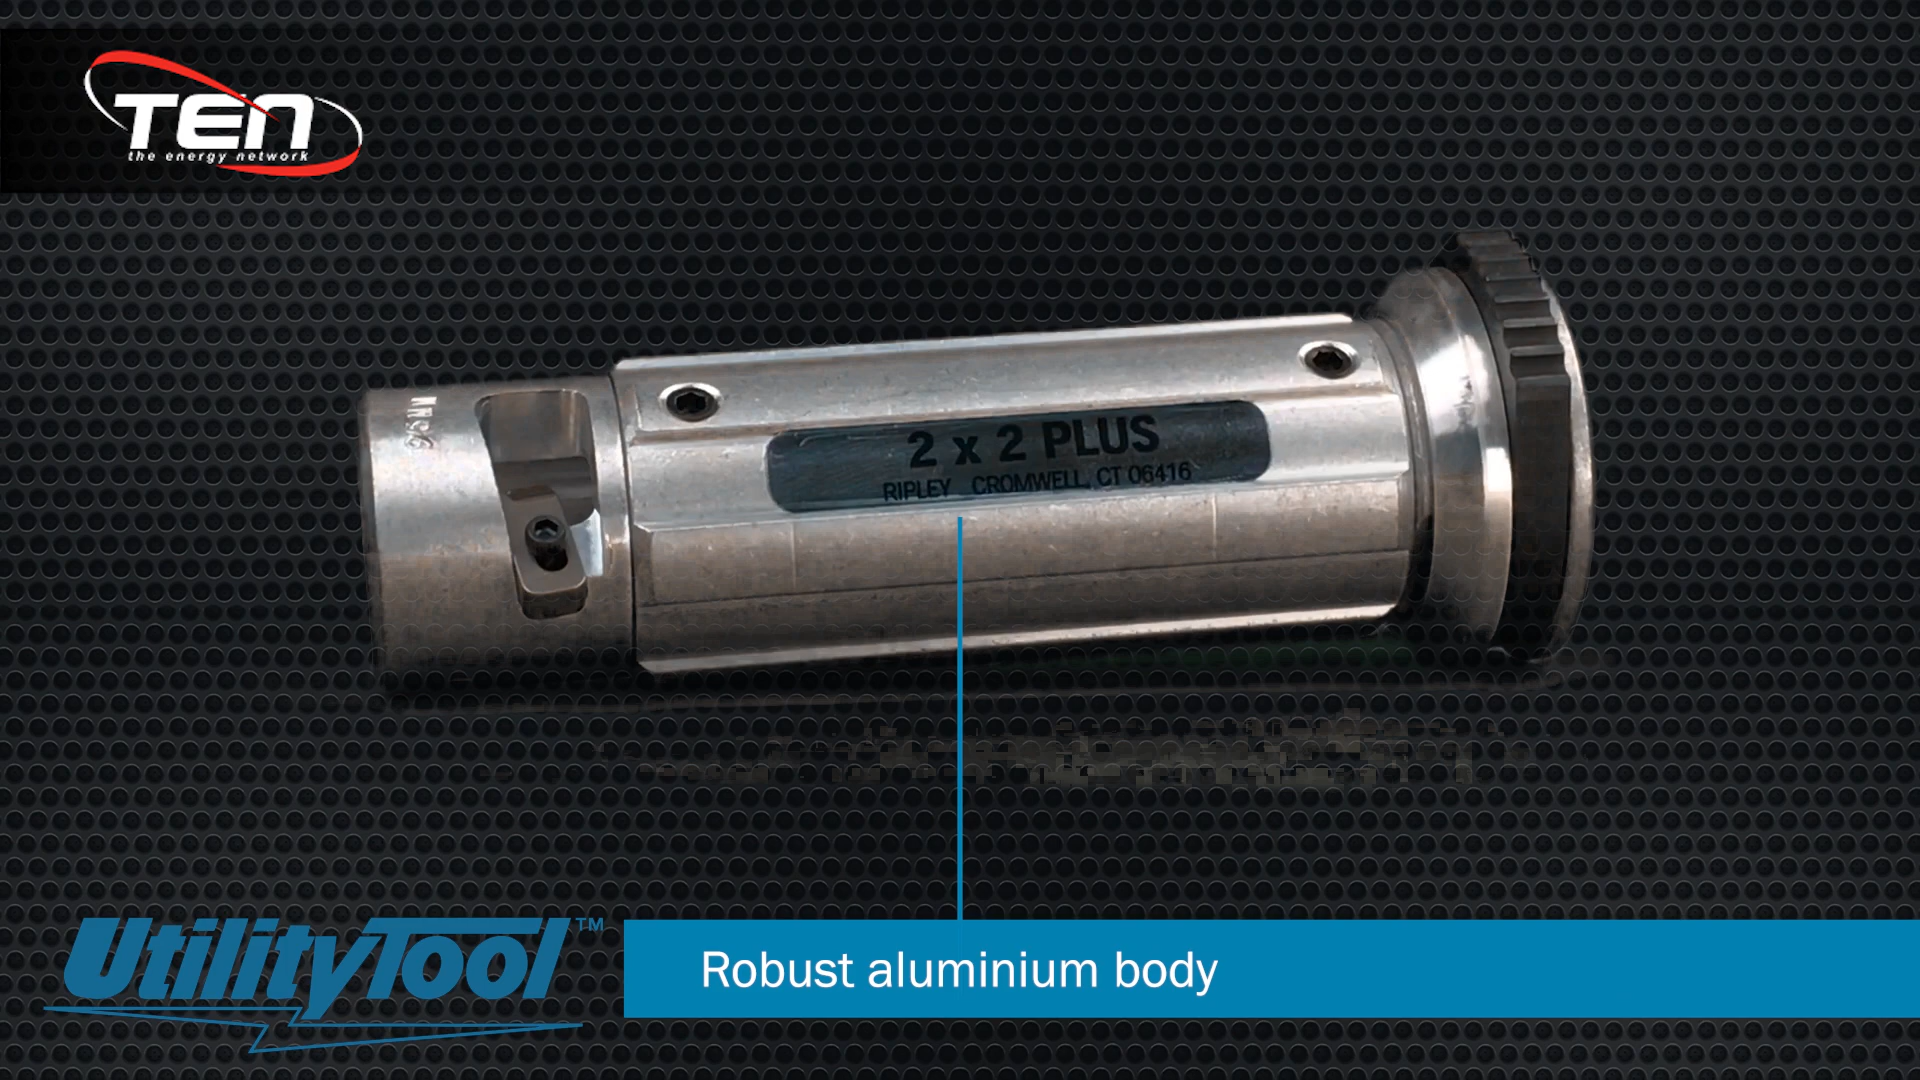 TEN
the energy network
2 x 2 PLUS
RIPLEY CROMWELL, CT 06416
UtilityTool™
Robust aluminium body